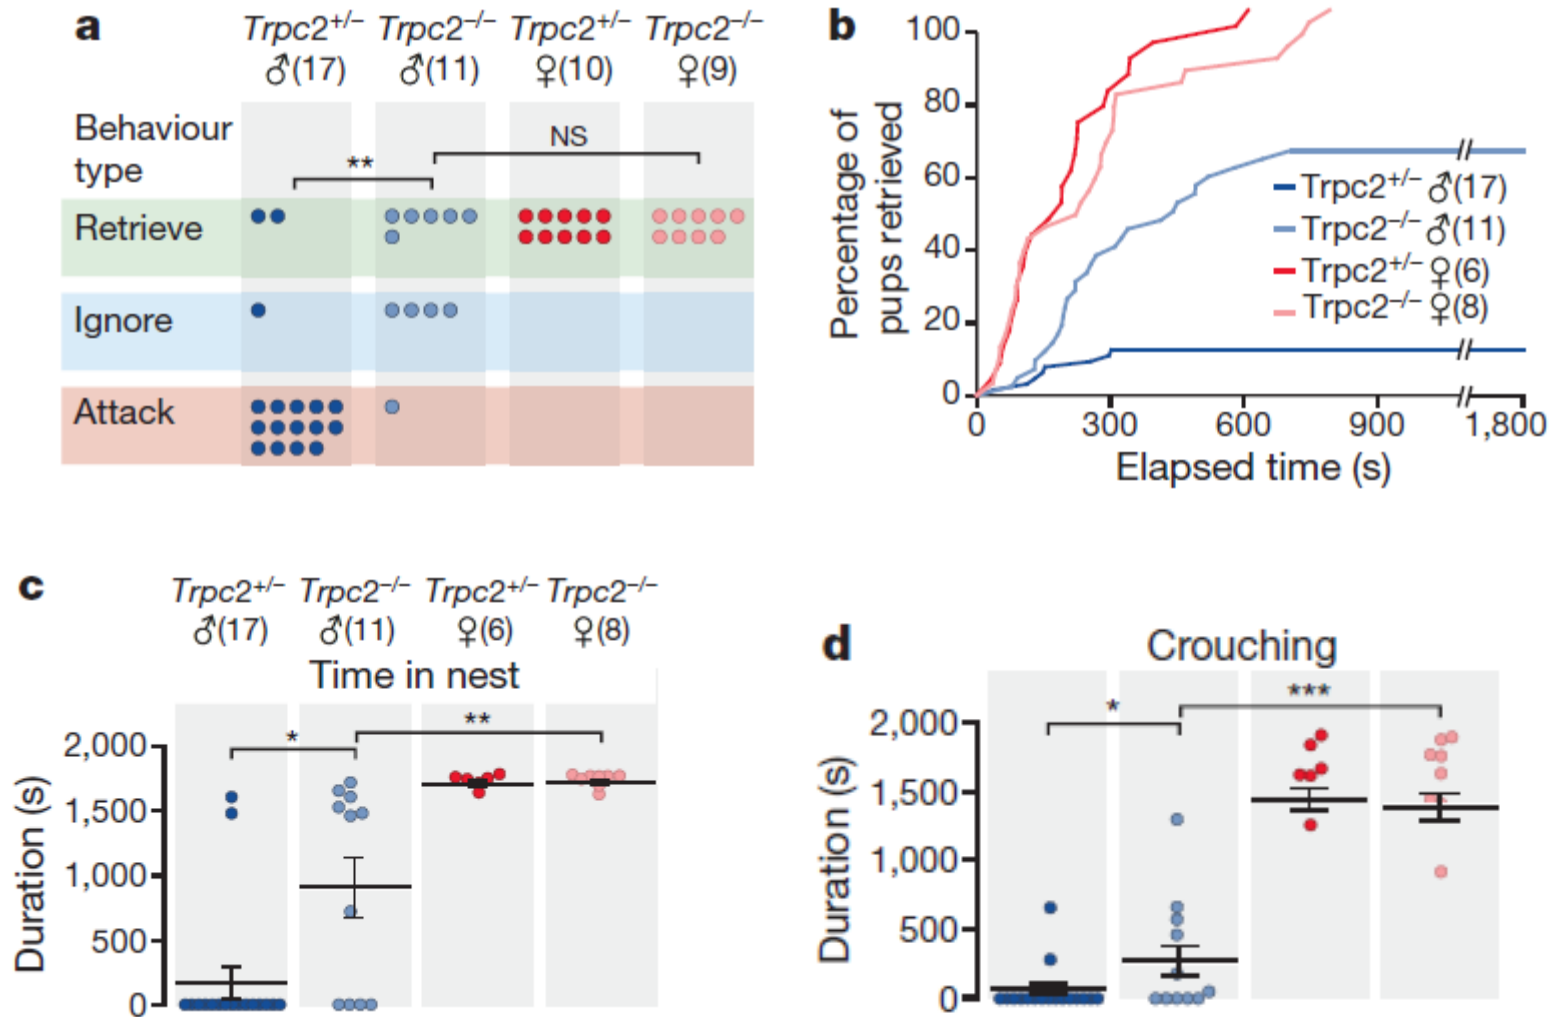 a
Trpc2+/– Trpc2–/– Trpc2+/– Trpc2–/–
♂(17) ♂(11) ♀(10) ♀(9)
Behaviour
type
**
NS
Retrieve
Ignore
Attack
b
Percentage of
pups retrieved
100
80
60
40
20
0
0 300 600 900 1,800
Elapsed time (s)
Trpc2+/– ♂(17)
Trpc2–/– ♂(11)
Trpc2+/– ♀(6)
Trpc2–/– ♀(8)
c
Trpc2+/– Trpc2–/– Trpc2+/– Trpc2–/–
♂(17) ♂(11) ♀(6) ♀(8)
Time in nest
*
**
Duration (s)
2,000
1,500
1,000
500
0
d
Crouching
*
***
Duration (s)
2,000
1,500
1,000
500
0